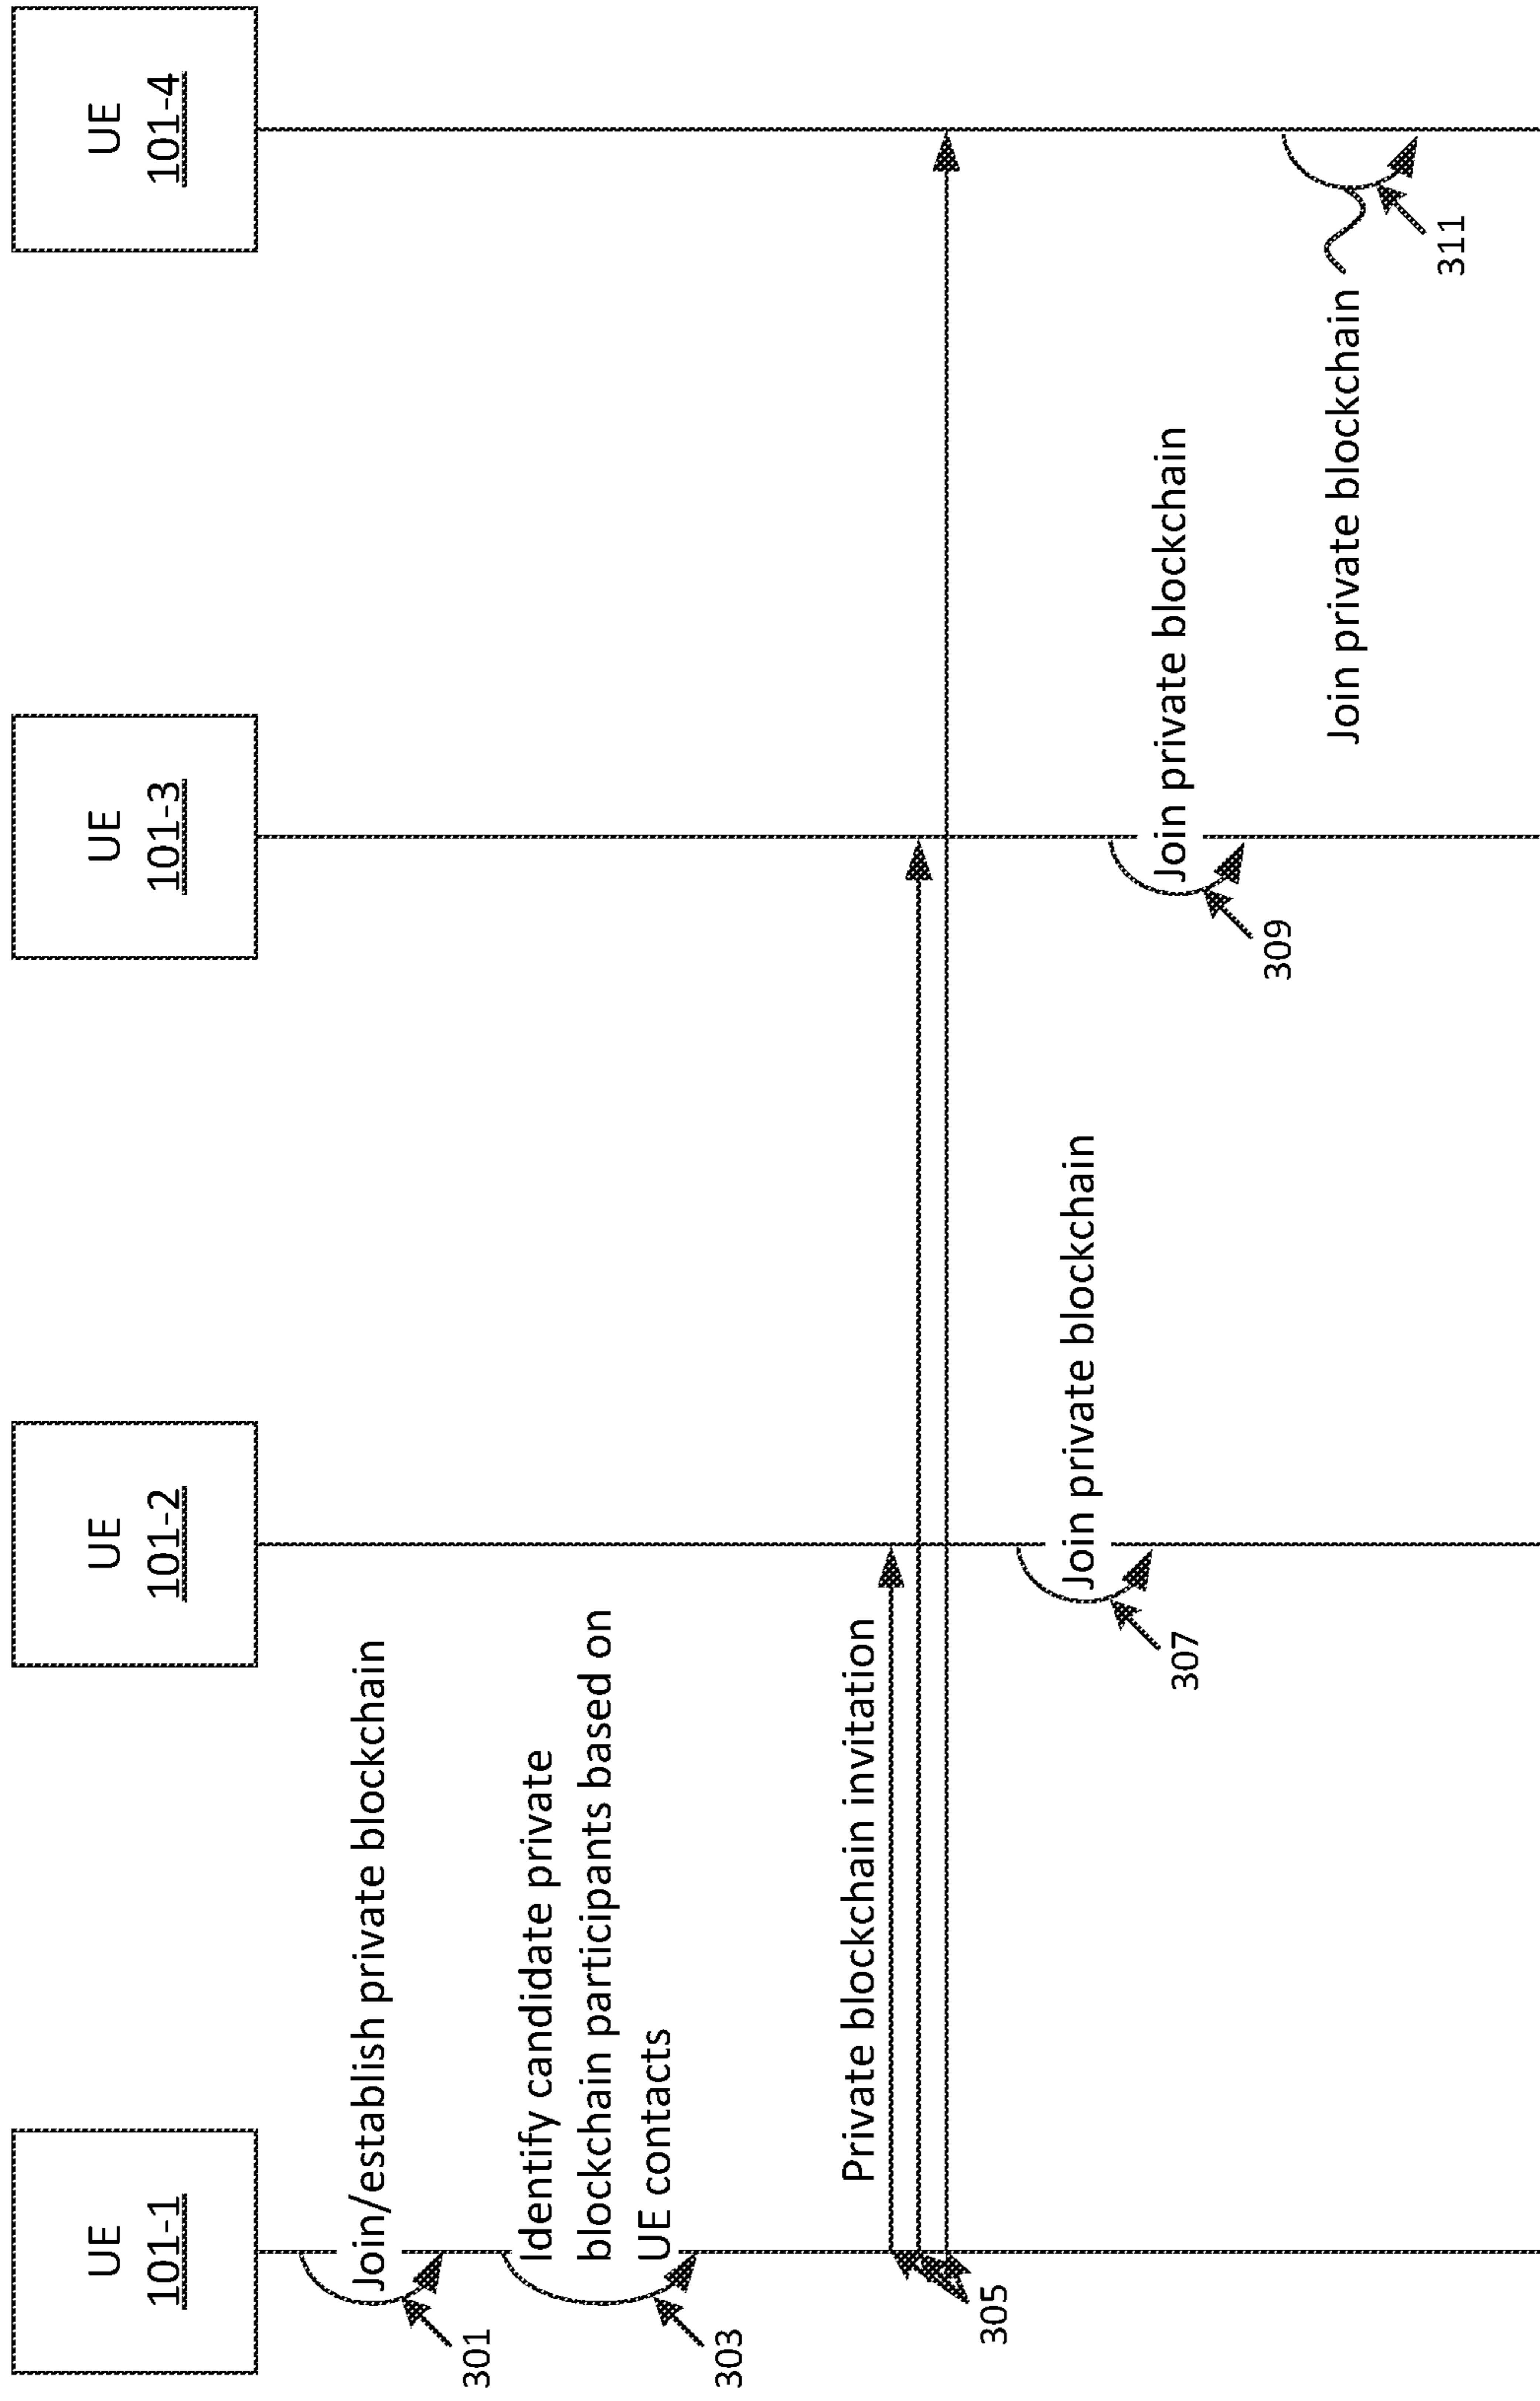 UE
101-1
UE
101-2
UE
101-3
UE
101-4
Join/establish private blockchain
301
Identify candidate private
blockchain participants based on
UE contacts
303
Private blockchain invitation
305
Join private blockchain
307
Join private blockchain
309
Join private blockchain
311